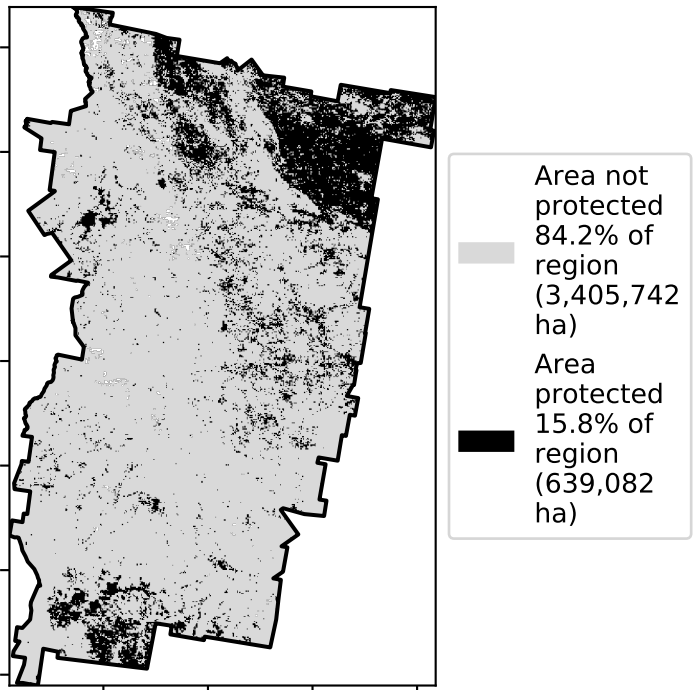 Area not
protected
84.2% of
region
(3,405,742
ha)
Area
protected
15.8% of
region
(639,082
ha)